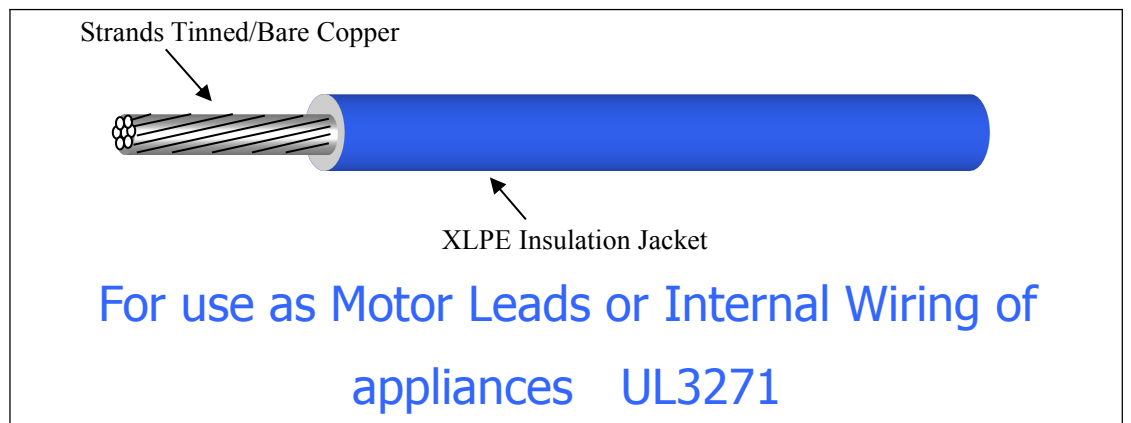 Strands Tinned/Bare Copper
XLPE Insulation Jacket
For use as Motor Leads or Internal Wiring of
appliances UL3271